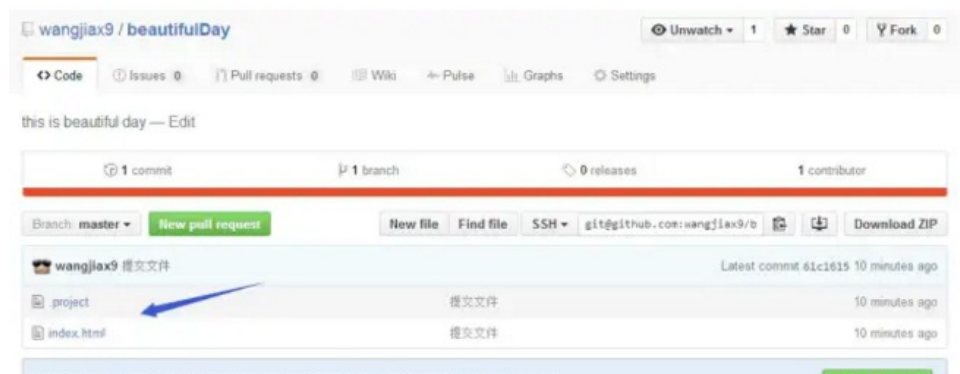 wangjiax9 / beautifulDay Unwatch 1 Star 0 Fork 0
Code Issues 0 Pull requests 0 Wiki Pulse Graphs Settings
this is beautiful day — Edit
1 commit 1 branch 0 releases 1 contributor
Branch: master New pull request New file Find file SSH git@github.com:wangjiax9/b Download ZIP
wangjiax9 提交文件 Latest commit 61c1615 10 minutes ago
.project 提交文件 10 minutes ago
index.html 提交文件 10 minutes ago